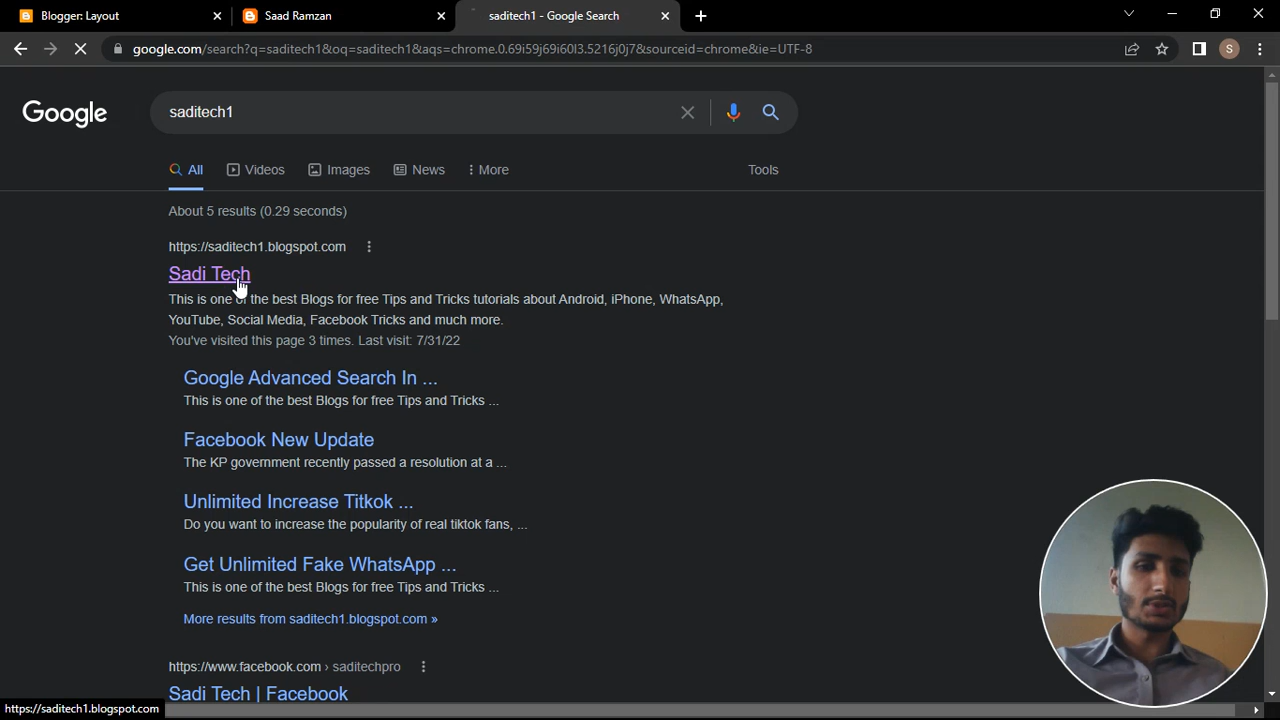 Blogger: Layout
Saad Ramzan
saditech1 - Google Search
google.com/search?q=saditech1&oq=saditech1&aqs=chrome.0.69i59j69i60l3.5216j0j7&sourceid=chrome&ie=UTF-8
S
Google
saditech1
All
Videos
Images
News
More
Tools
About 5 results (0.29 seconds)
https://saditech1.blogspot.com
Sadi Tech
This is one of the best Blogs for free Tips and Tricks tutorials about Android, iPhone, WhatsApp,
YouTube, Social Media, Facebook Tricks and much more.
You've visited this page 3 times. Last visit: 7/31/22
Google Advanced Search In ...
This is one of the best Blogs for free Tips and Tricks ...
Facebook New Update
The KP government recently passed a resolution at a ...
Unlimited Increase Titkok ...
Do you want to increase the popularity of real tiktok fans, ...
Get Unlimited Fake WhatsApp ...
This is one of the best Blogs for free Tips and Tricks ...
More results from saditech1.blogspot.com »
https://www.facebook.com › saditechpro
Sadi Tech | Facebook
https://saditech1.blogspot.com